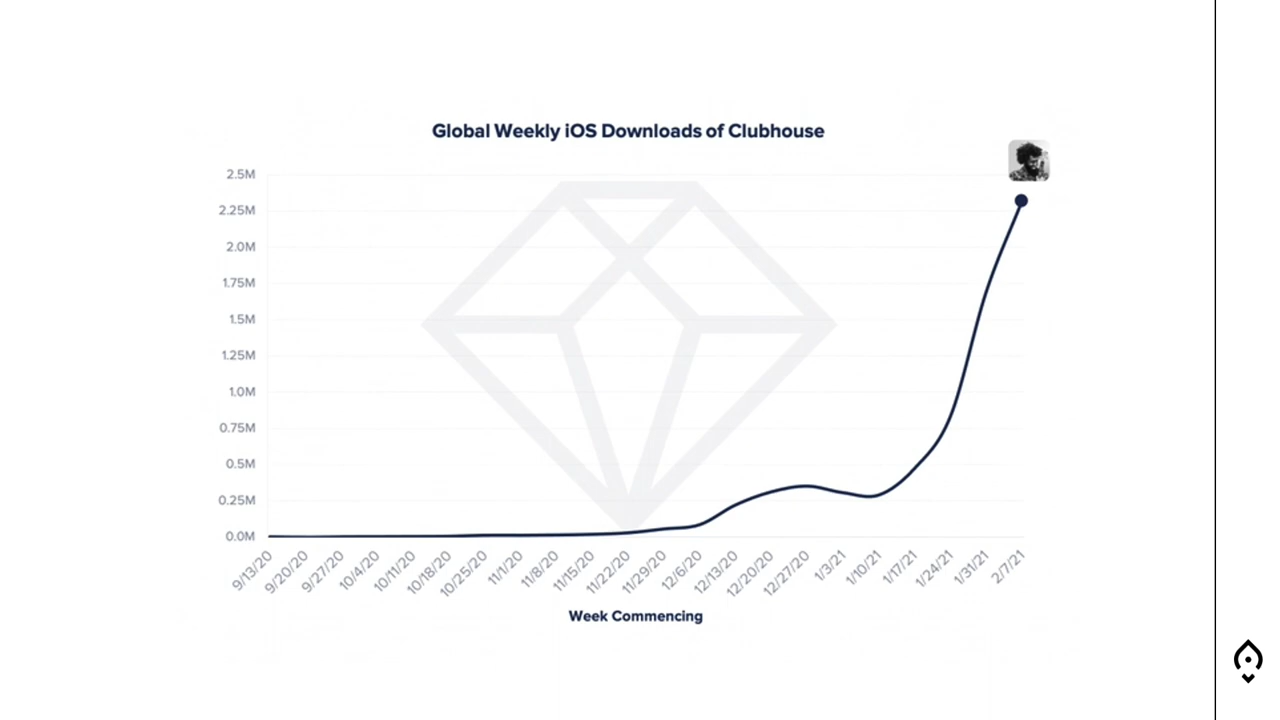 Global Weekly iOS Downloads of Clubhouse
2.5M
2.25M
2.0M
1.75M
1.5M
1.25M
1.0M
0.75M
0.5M
0.25M
0.0M
9/13/20
9/20/20
9/27/20
10/4/20
10/11/20
10/18/20
10/25/20
11/1/20
11/8/20
11/15/20
11/22/20
11/29/20
12/6/20
12/13/20
12/20/20
12/27/20
1/3/21
1/10/21
1/17/21
1/24/21
1/31/21
2/7/21
Week Commencing